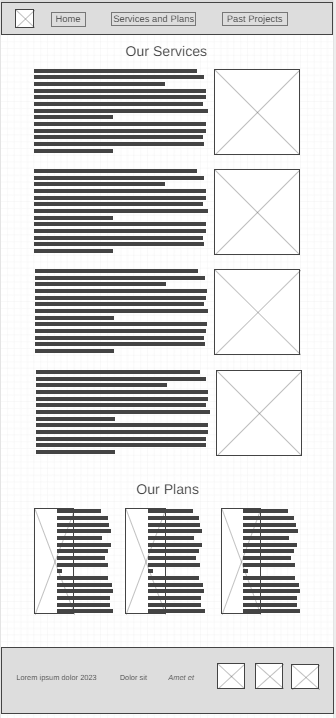 Home Services and Plans Past Projects
Our Services
Our Plans
Lorem ipsum dolor 2023 Dolor sit Amet et